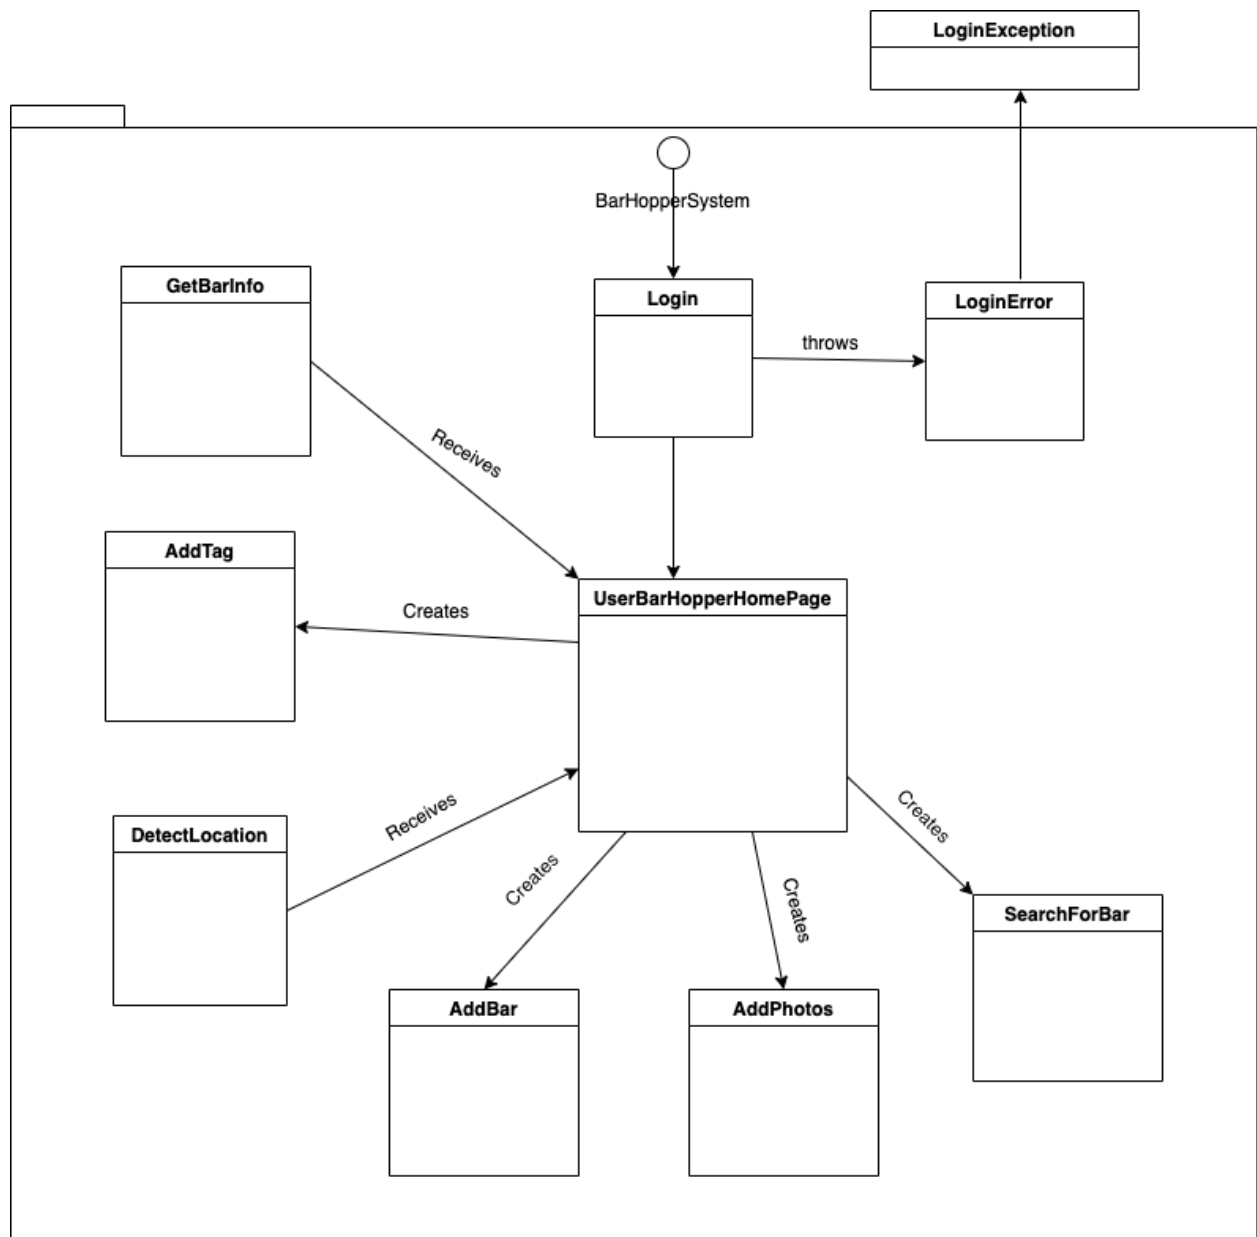 LoginException
BarHopperSystem
GetBarInfo
Login
LoginError
throws
Receives
AddTag
Creates
UserBarHopperHomePage
DetectLocation
Receives
Creates
Creates
Creates
SearchForBar
AddBar
AddPhotos